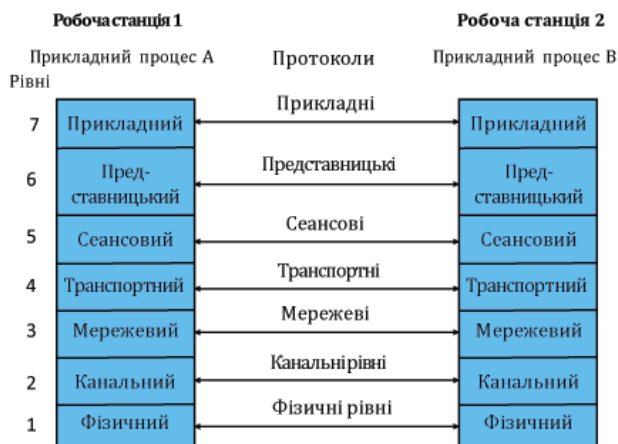 Робоча станція 1
Робоча станція 2
Прикладний процес А
Протоколи
Прикладний процес В
Рівні
Прикладні
7
Прикладний
Прикладний
Представницькі
6
Пред-
ставницький
Пред-
ставницький
Сеансові
5
Сеансовий
Сеансовий
Транспортні
4
Транспортний
Транспортний
Мережеві
3
Мережевий
Мережевий
Канальні рівні
2
Канальний
Канальний
Фізичні рівні
1
Фізичний
Фізичний